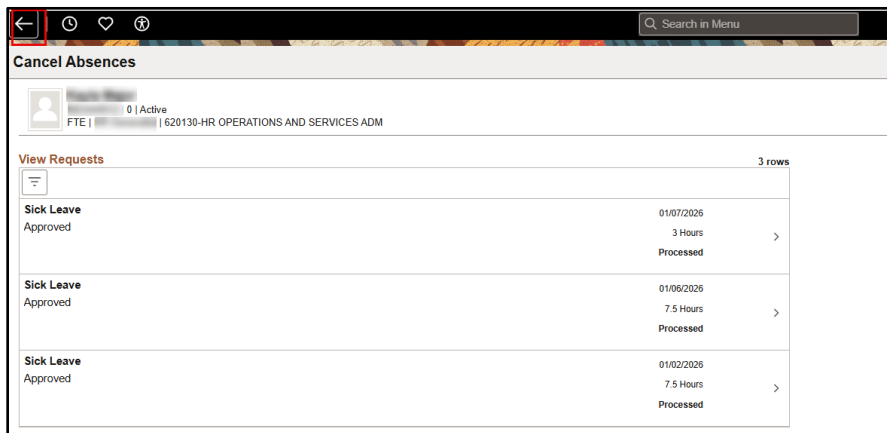 Search in Menu
Cancel Absences
0 | Active
FTE | | 620130-HR OPERATIONS AND SERVICES ADM
View Requests
3 rows
Sick Leave
01/07/2026
Approved
3 Hours
Processed
Sick Leave
01/06/2026
Approved
7.5 Hours
Processed
Sick Leave
01/02/2026
Approved
7.5 Hours
Processed